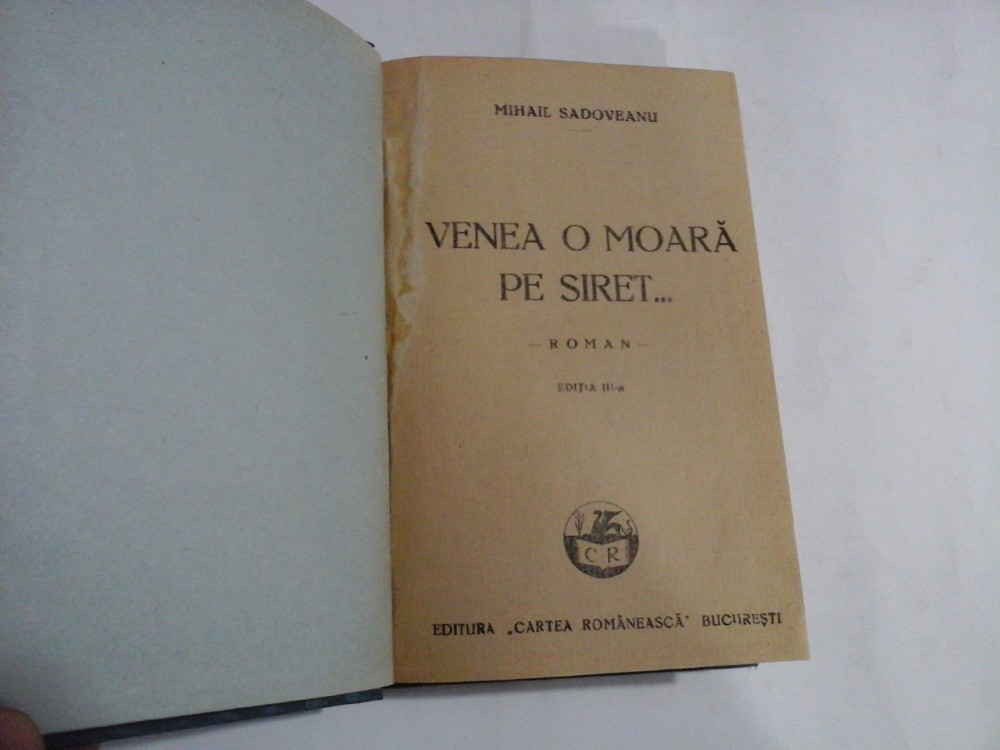 MIHAIL SADOVEANU
VENEA O MOARĂ
PE SIRET...
— ROMAN —
EDIȚIA III-a
C R
EDITURA „CARTEA ROMÂNEASCĂ" BUCUREȘTI